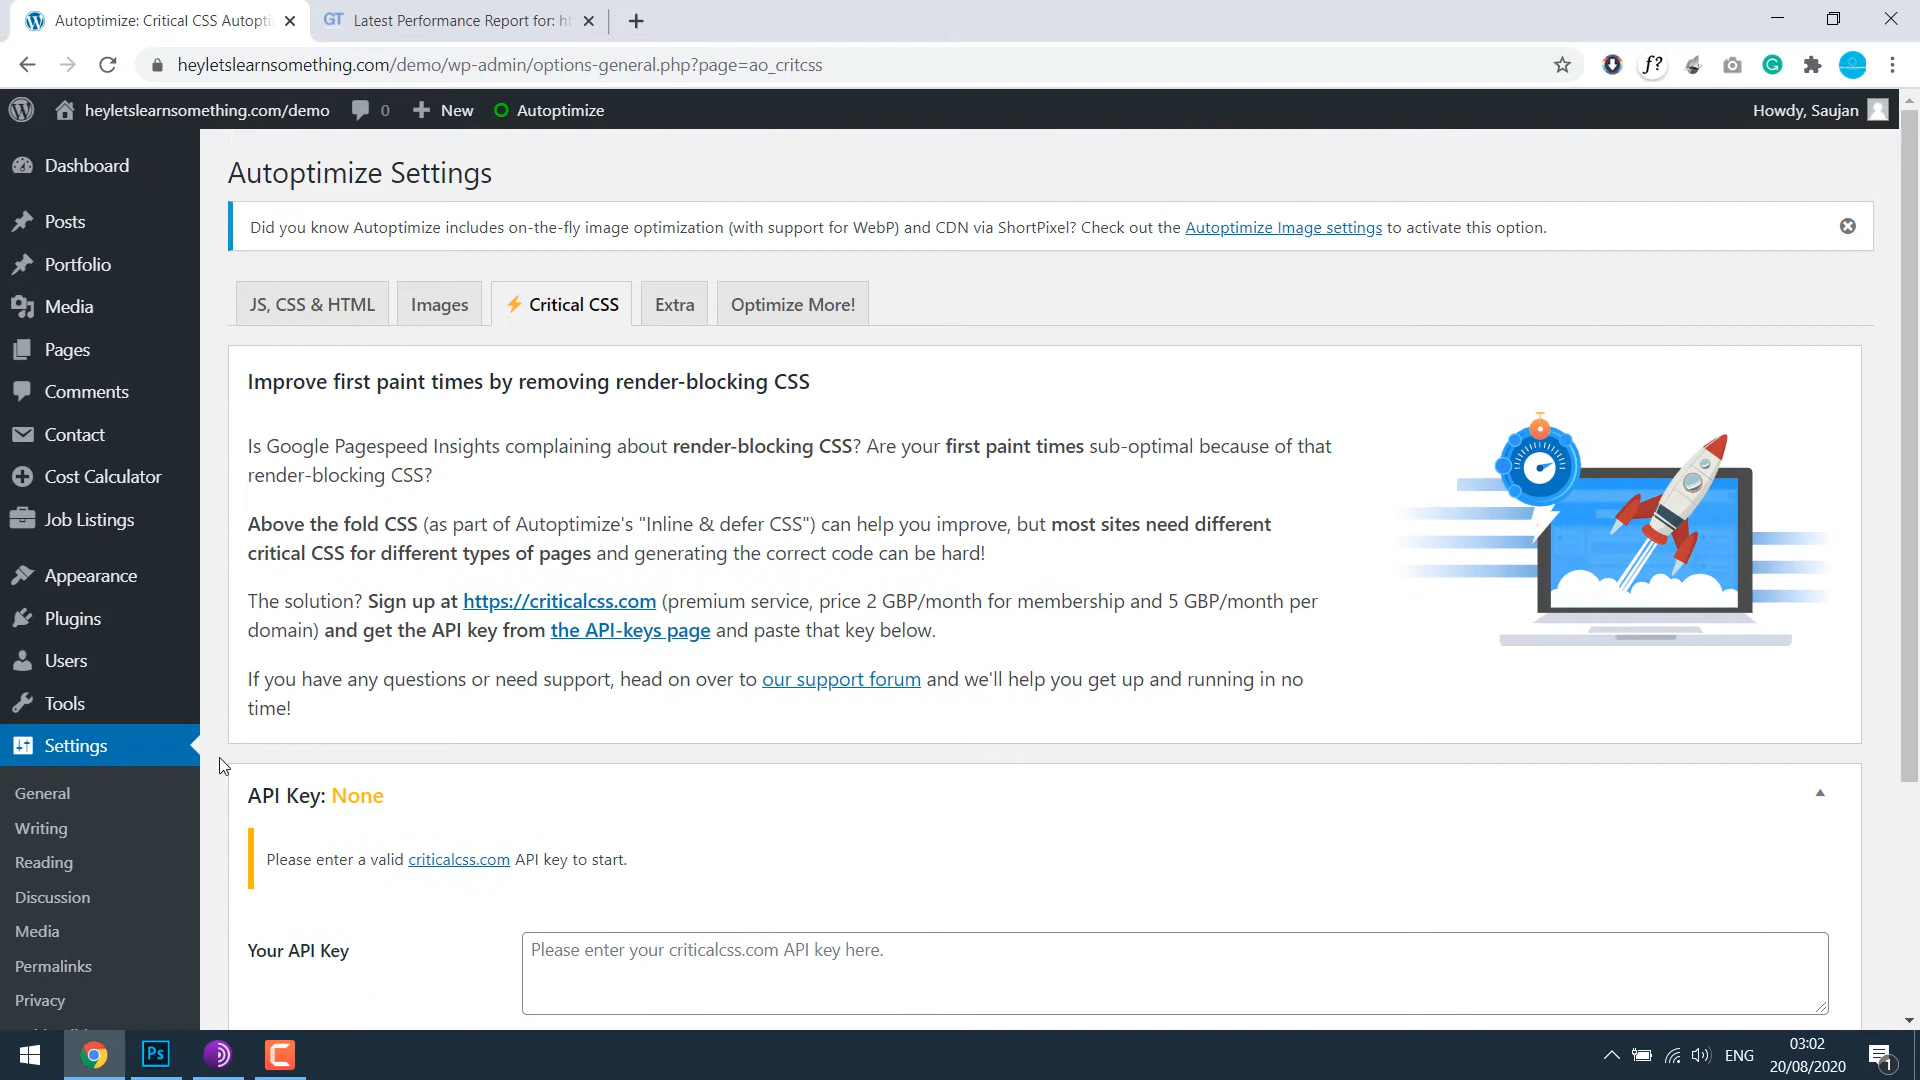 Autoptimize: Critical CSS Autopti
GT Latest Performance Report for: ht
heyletslearnsomething.com/demo/wp-admin/options-general.php?page=ao_critcss
f?
heyletslearnsomething.com/demo
0
New
Autoptimize
Howdy, Saujan
Dashboard
Posts
Portfolio
Media
Pages
Comments
Contact
Cost Calculator
Job Listings
Appearance
Plugins
Users
Tools
Settings
General
Writing
Reading
Discussion
Media
Permalinks
Privacy
Autoptimize Settings
Did you know Autoptimize includes on-the-fly image optimization (with support for WebP) and CDN via ShortPixel? Check out the Autoptimize Image settings to activate this option.
JS, CSS & HTML
Images
Critical CSS
Extra
Optimize More!
Improve first paint times by removing render-blocking CSS
Is Google Pagespeed Insights complaining about render-blocking CSS? Are your first paint times sub-optimal because of that
render-blocking CSS?
Above the fold CSS (as part of Autoptimize's "Inline & defer CSS") can help you improve, but most sites need different
critical CSS for different types of pages and generating the correct code can be hard!
The solution? Sign up at https://criticalcss.com (premium service, price 2 GBP/month for membership and 5 GBP/month per
domain) and get the API key from the API-keys page and paste that key below.
If you have any questions or need support, head on over to our support forum and we'll help you get up and running in no
time!
API Key: None
Please enter a valid criticalcss.com API key to start.
Your API Key
Please enter your criticalcss.com API key here.
Ps
ENG
03:02
20/08/2020
1